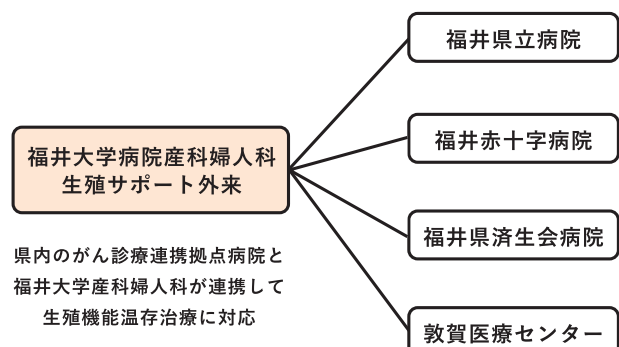 福井大学病院産科婦人科
生殖サポート外来
県内のがん診療連携拠点病院と
福井大学産科婦人科が連携して
生殖機能温存治療に対応
福井県立病院
福井赤十字病院
福井県済生会病院
敦賀医療センター